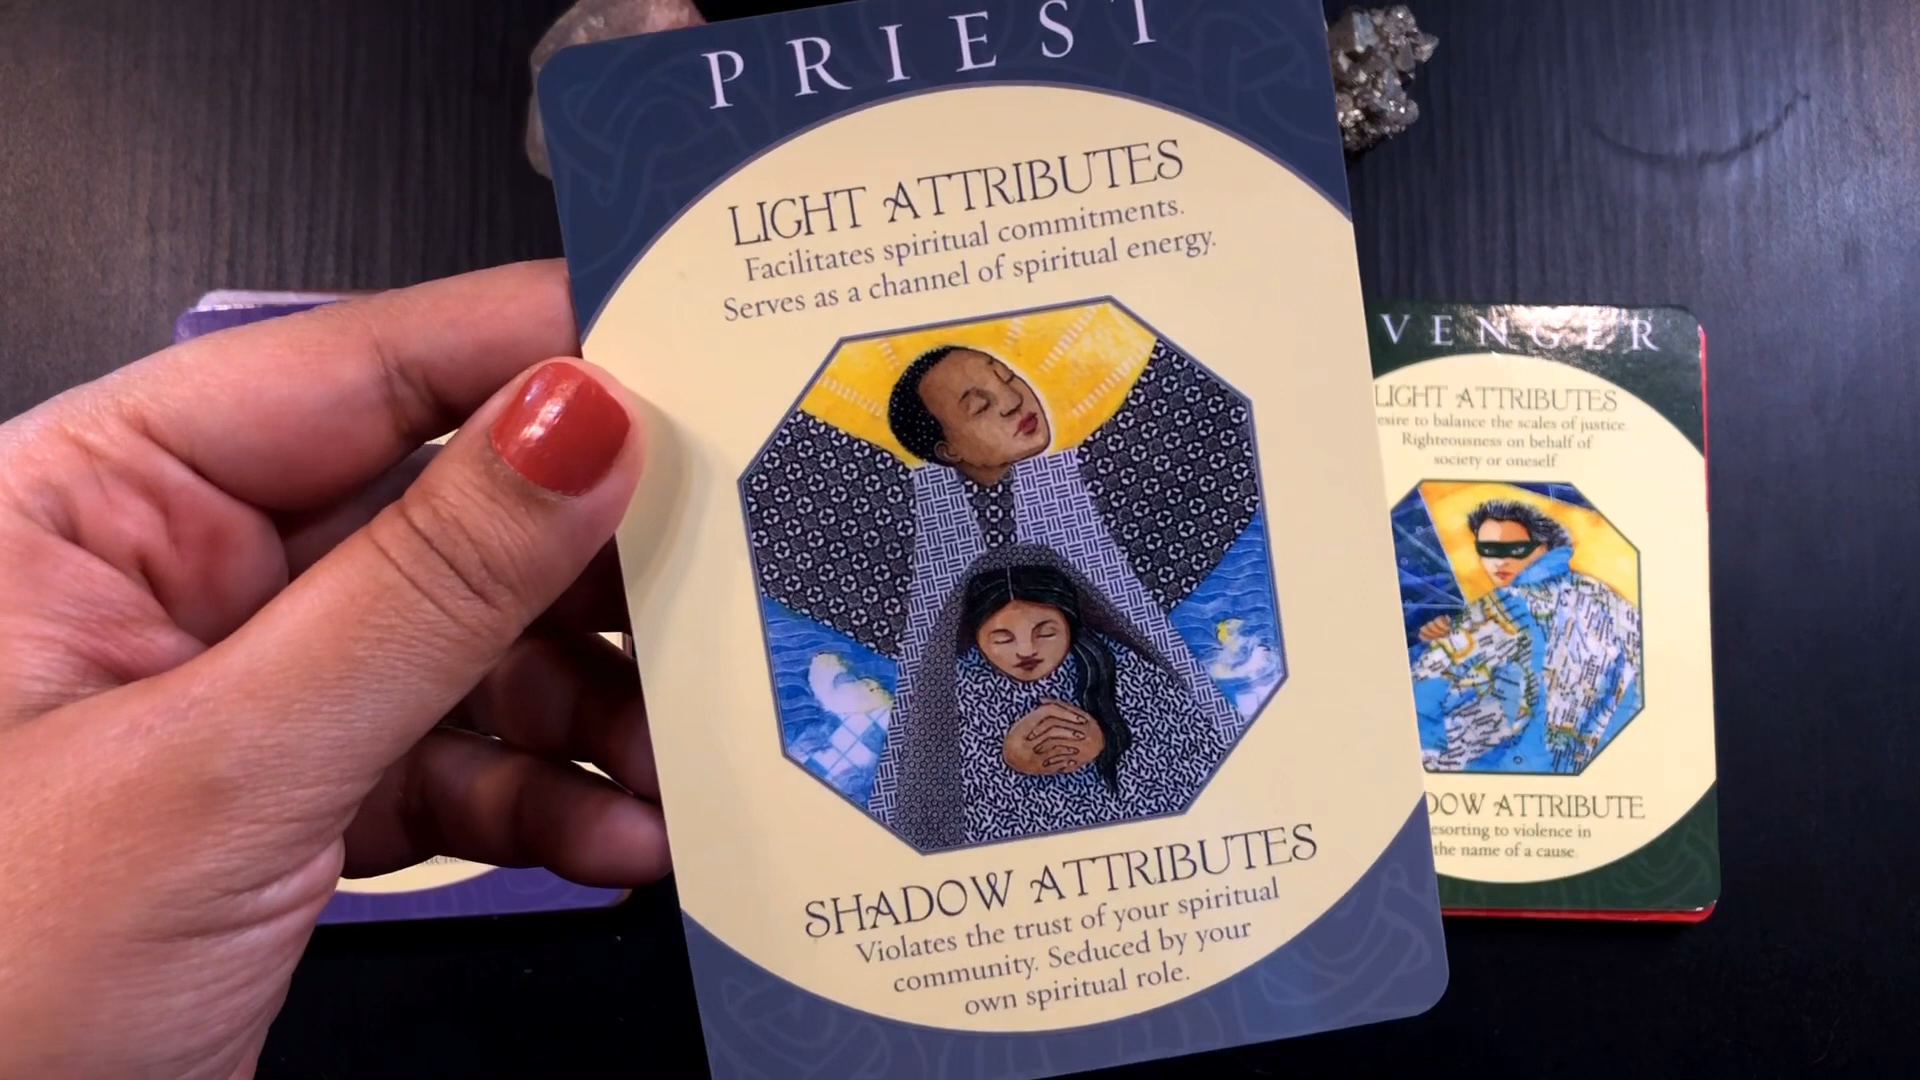 PRIEST
LIGHT ATTRIBUTES
Facilitates spiritual commitments.
Serves as a channel of spiritual energy.
SHADOW ATTRIBUTES
Violates the trust of your spiritual
community. Seduced by your
own spiritual role.
VENGER
LIGHT ATTRIBUTES
esire to balance the scales of justice.
Righteousness on behalf of
society or oneself.
DOW ATTRIBUTE
esorting to violence in
the name of a cause.